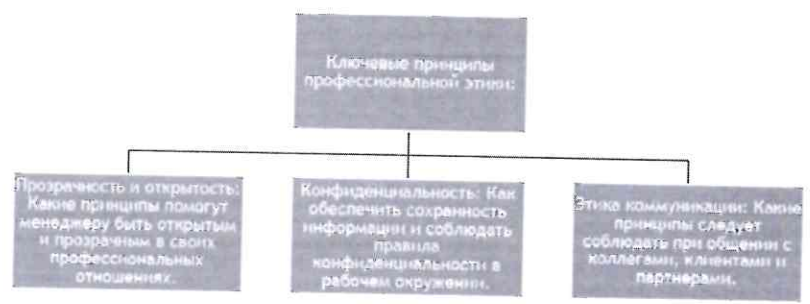 Ключевые принципы
профессиональной этики:
Прозрачность и открытость:
Какие принципы помогут
менеджеру быть открытым
и прозрачным в своих
профессиональных
отношениях.
Конфиденциальность: Как
обеспечить сохранность
информации и соблюдать
правила
конфиденциальности в
рабочем окружении.
Этика коммуникации: Какие
принципы следует
соблюдать при общении с
коллегами, клиентами и
партнерами.